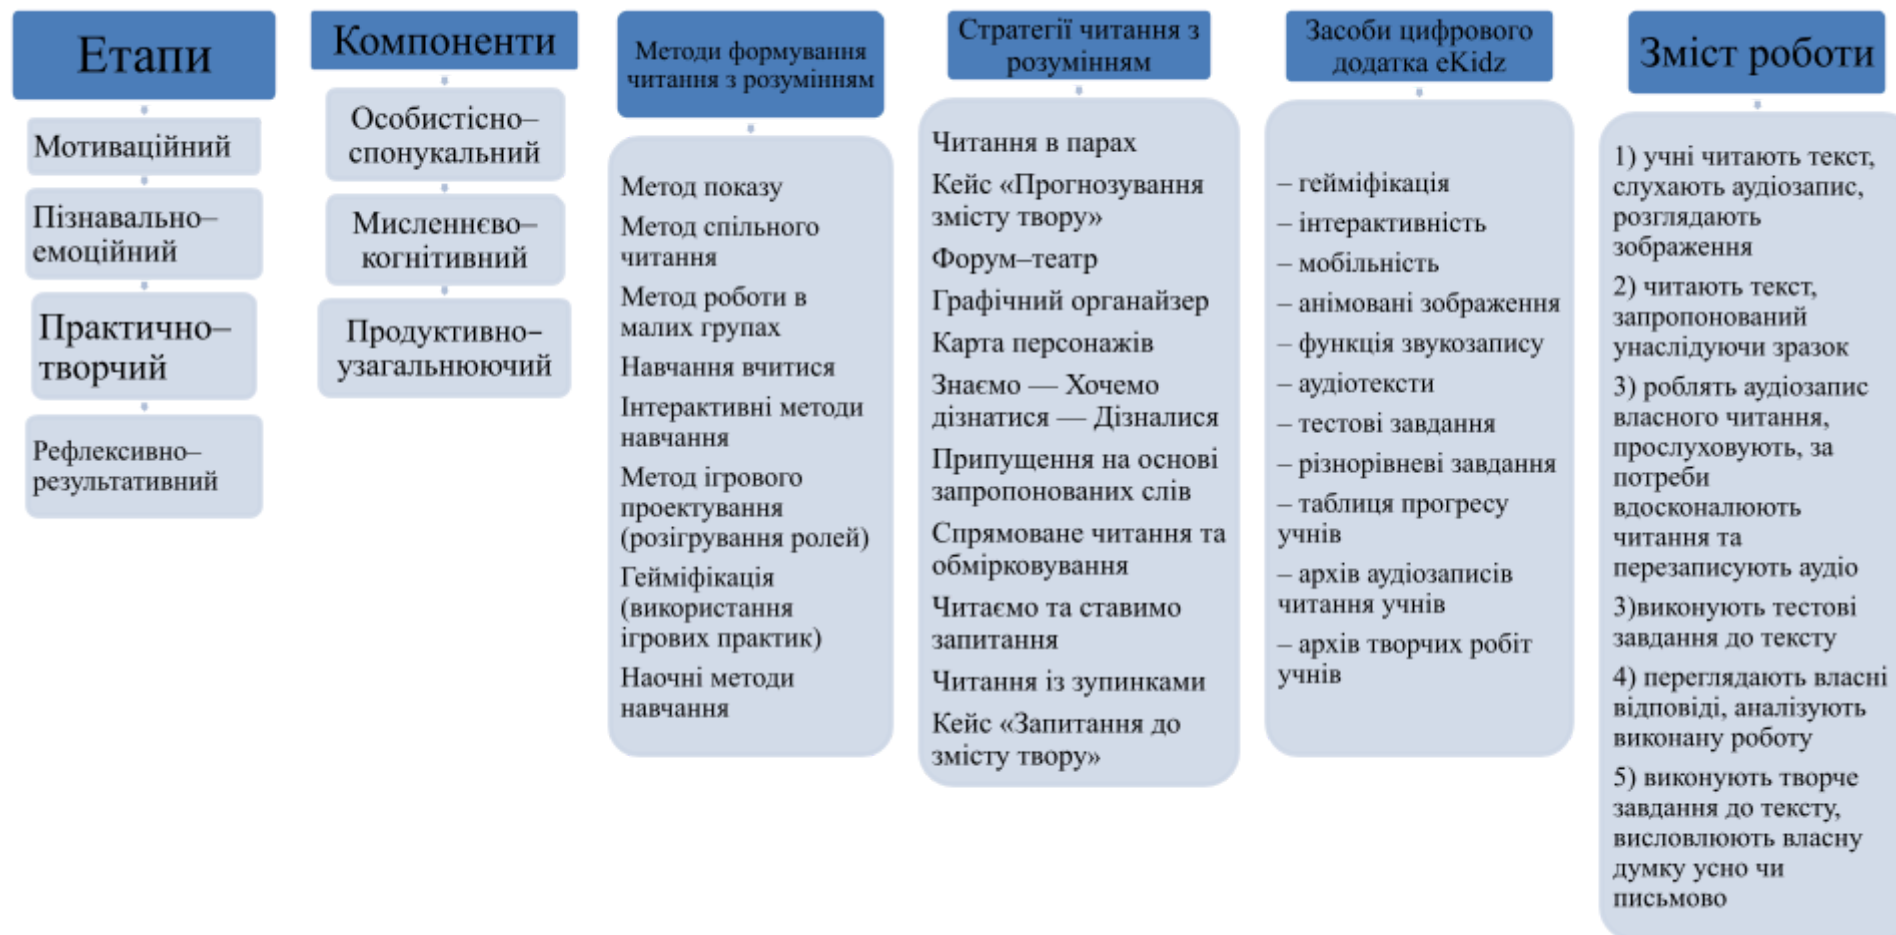 Етапи
Мотиваційний
Пізнавально–
емоційний
Практично–
творчий
Рефлексивно–
результативний
Компоненти
Особистісно–
спонукальний
Мисленнєво–
когнітивний
Продуктивно–
узагальнюючий
Методи формування
читання з розумінням
Метод показу
Метод спільного
читання
Метод роботи в
малих групах
Навчання вчитися
Інтерактивні методи
навчання
Метод ігрового
проектування
(розігрування ролей)
Гейміфікація
(використання
ігрових практик)
Наочні методи
навчання
Стратегії читання з
розумінням
Читання в парах
Кейс «Прогнозування
змісту твору»
Форум–театр
Графічний органайзер
Карта персонажів
Знаємо — Хочемо
дізнатися — Дізналися
Припущення на основі
запропонованих слів
Спрямоване читання та
обмірковування
Читаємо та ставимо
запитання
Читання із зупинками
Кейс «Запитання до
змісту твору»
Засоби цифрового
додатка eKidz
– гейміфікація
– інтерактивність
– мобільність
– анімовані зображення
– функція звукозапису
– аудіотексти
– тестові завдання
– різнорівневі завдання
– таблиця прогресу
учнів
– архів аудіозаписів
читання учнів
– архів творчих робіт
учнів
Зміст роботи
1) учні читають текст,
слухають аудіозапис,
розглядають
зображення
2) читають текст,
запропонований
унаслідуючи зразок
3) роблять аудіозапис
власного читання,
прослуховують, за
потреби
вдосконалюють
читання та
перезаписують аудіо
3)виконують тестові
завдання до тексту
4) переглядають власні
відповіді, аналізують
виконану роботу
5) виконують творче
завдання до тексту,
висловлюють власну
думку усно чи
письмово